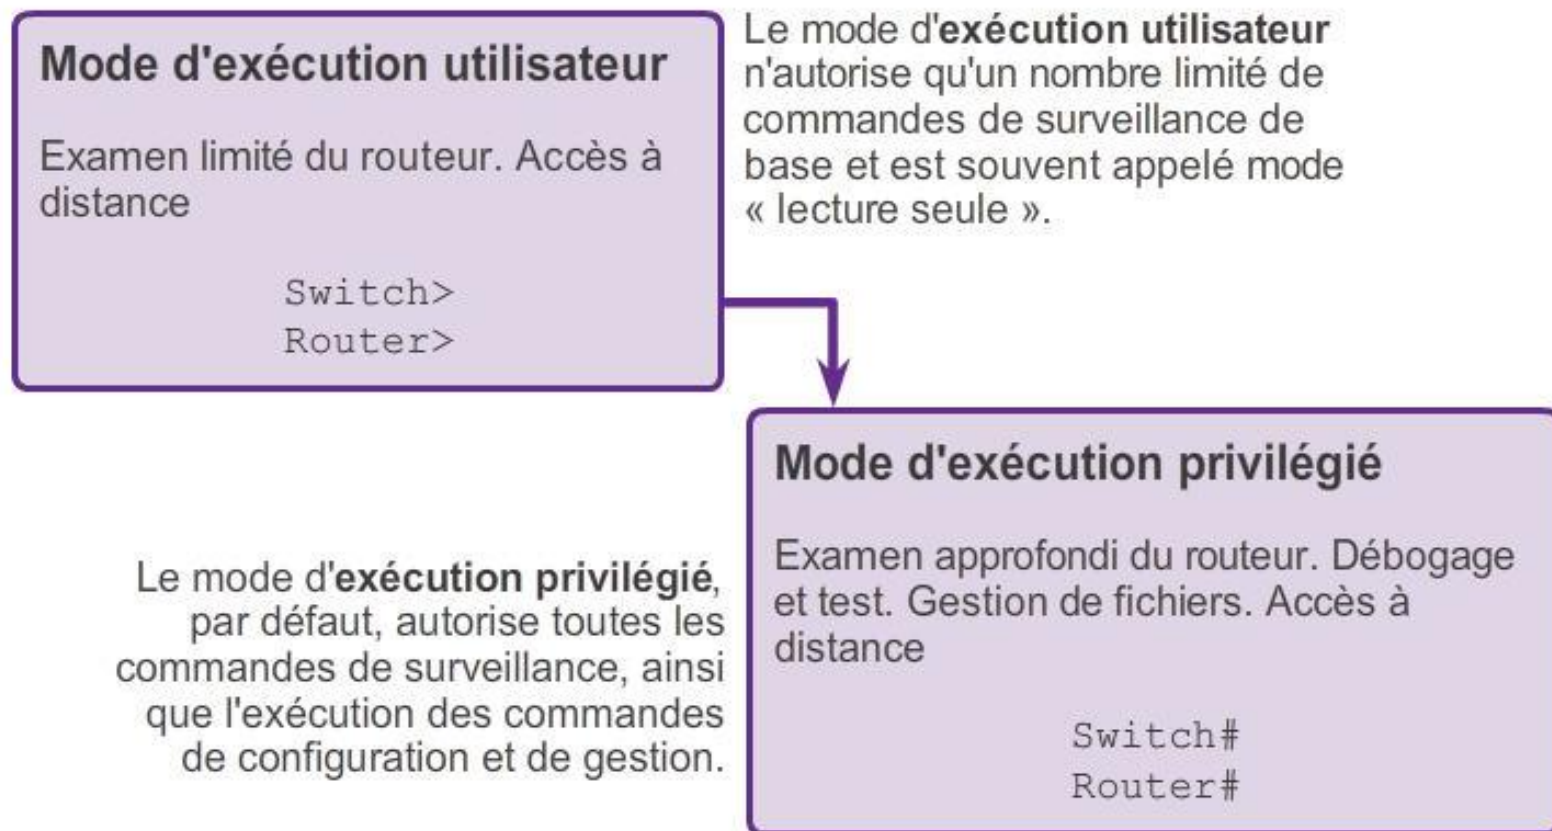 Mode d'exécution utilisateur
Examen limité du routeur. Accès à
distance
Switch>
Router>
Le mode d'exécution utilisateur
n'autorise qu'un nombre limité de
commandes de surveillance de
base et est souvent appelé mode
« lecture seule ».
Le mode d'exécution privilégié,
par défaut, autorise toutes les
commandes de surveillance, ainsi
que l'exécution des commandes
de configuration et de gestion.
Mode d'exécution privilégié
Examen approfondi du routeur. Débogage
et test. Gestion de fichiers. Accès à
distance
Switch#
Router#